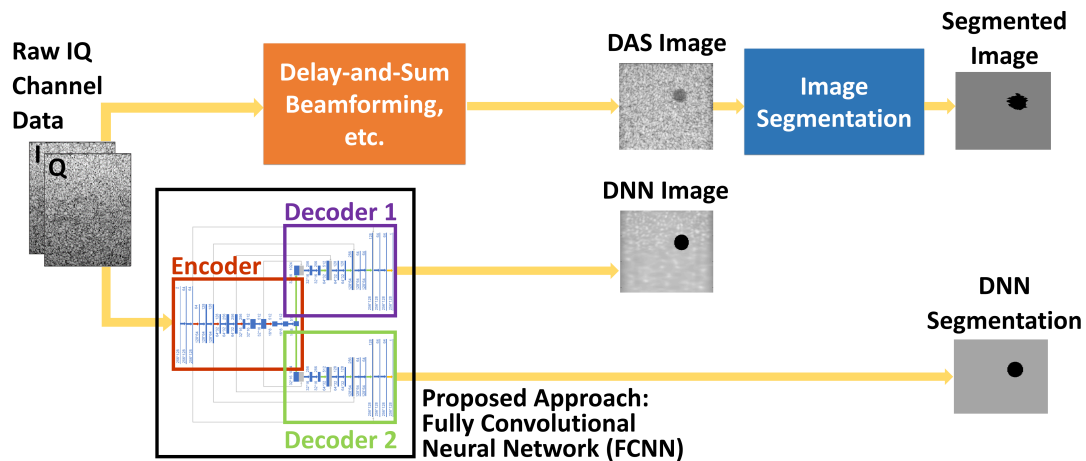 Raw IQ
Channel
Data
I
Q
Delay-and-Sum
Beamforming,
etc.
DAS Image
Image
Segmentation
Segmented
Image
DNN Image
Decoder 1
Encoder
Decoder 2
DNN
Segmentation
Proposed Approach:
Fully Convolutional
Neural Network (FCNN)